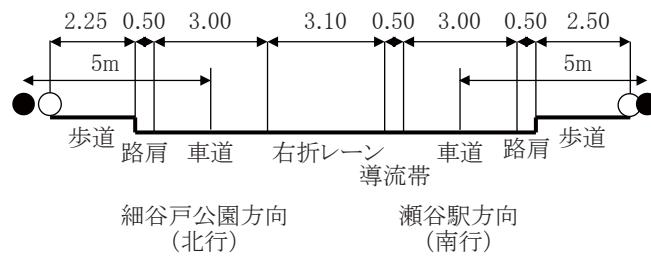 2.25 0.50 3.00 3.10 0.50 3.00 0.50 2.50
5m 5m
歩道 路肩 車道 右折レーン 導流帯 車道 路肩 歩道
細谷戸公園方向 瀬谷駅方向
（北行） （南行）